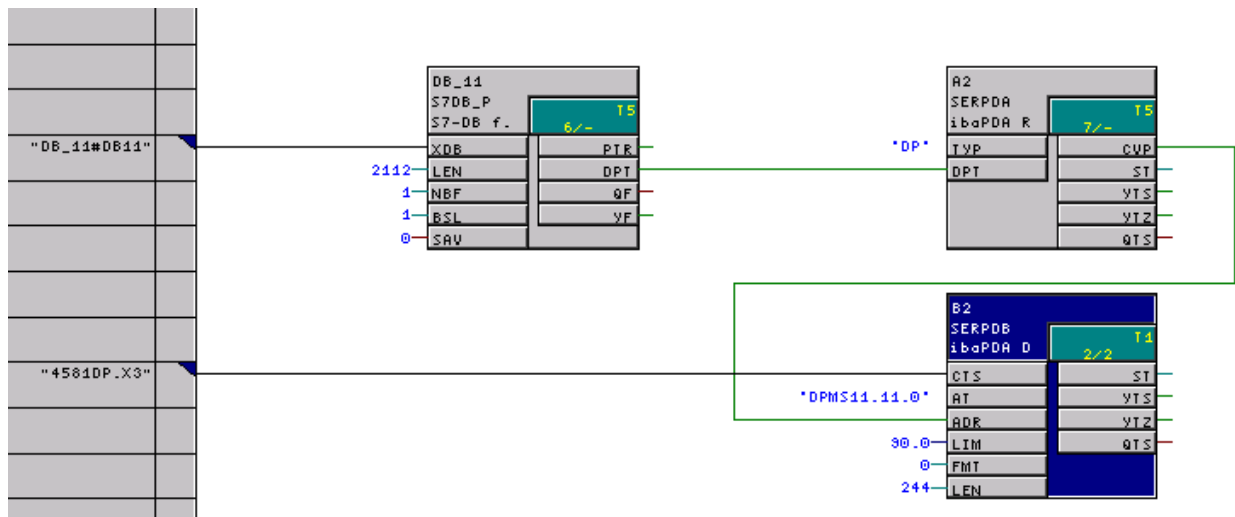 DB_11
S7DB_P
S7-DB f.
T5
6/-
A2
SERPDA
ibaPDA R
T5
7/-
"DB_11#DB11"
XDB
PTR
'DP'
TYP
CVP
2112
LEN
DPT
DPT
ST
1
NBF
QF
YTS
1
BSL
YF
YTZ
0
SAV
QTS
B2
SERPDB
ibaPDA D
T1
2/2
"4581DP.X3"
CTS
ST
'DPMS11.11.0'
AT
YTS
ADR
YTZ
90.0
LIM
QTS
0
FMT
244
LEN